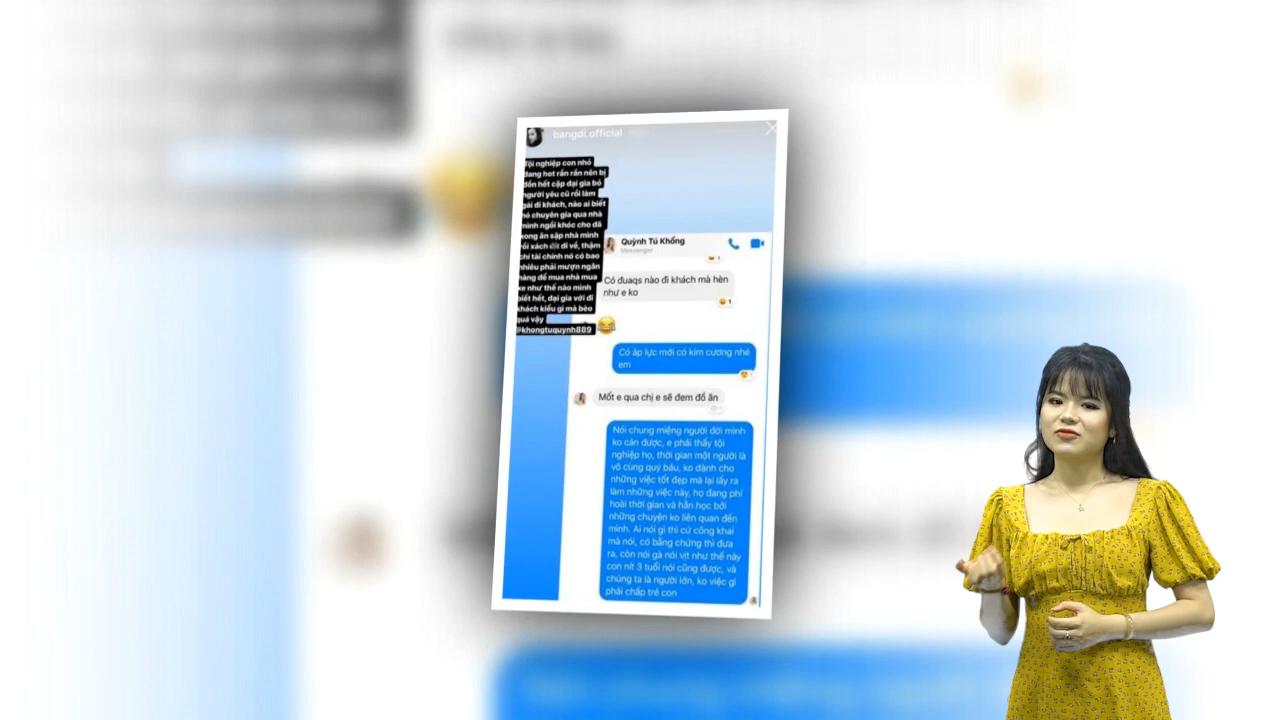 bangdi.official
Tội nghiệp con nhỏ
đang hot rần rần nên bị
đồn hết cặp đại gia bỏ
người yêu cũ rồi làm
gái đi khách, nào ai biết
nó chuyên gia qua nhà
mình ngồi khóc cho đã
xong ăn sập nhà mình
rồi xách đít đi về, thậm
chí tài chính nó có bao
nhiêu phải mượn ngân
hàng để mua nhà mua
xe như thế nào mình
biết hết, đại gia với đi
khách kiểu gì mà bèo
quá vậy
@khongtuquynh889
Quỳnh Tú Khổng
Messenger
Có đuaqs nào đi khách mà hèn
như e ko
Có áp lực mới có kim cương nhé
em
Mốt e qua chị e sẽ đem đồ ăn
Nói chung miệng người đời mình
ko cản được, e phải thấy tội
nghiệp họ, thời gian một người là
vô cùng quý báu, ko dành cho
những việc tốt đẹp mà lại lấy ra
làm những việc này, họ đang phí
hoài thời gian và hằn học bởi
những chuyện ko liên quan đến
mình. Ai nói gì thì cứ công khai
mà nói, có bằng chứng thì đưa
ra, còn nói gà nói vịt như thế này
con nít 3 tuổi nói cũng được, và
chúng ta là người lớn, ko việc gì
phải chấp trẻ con